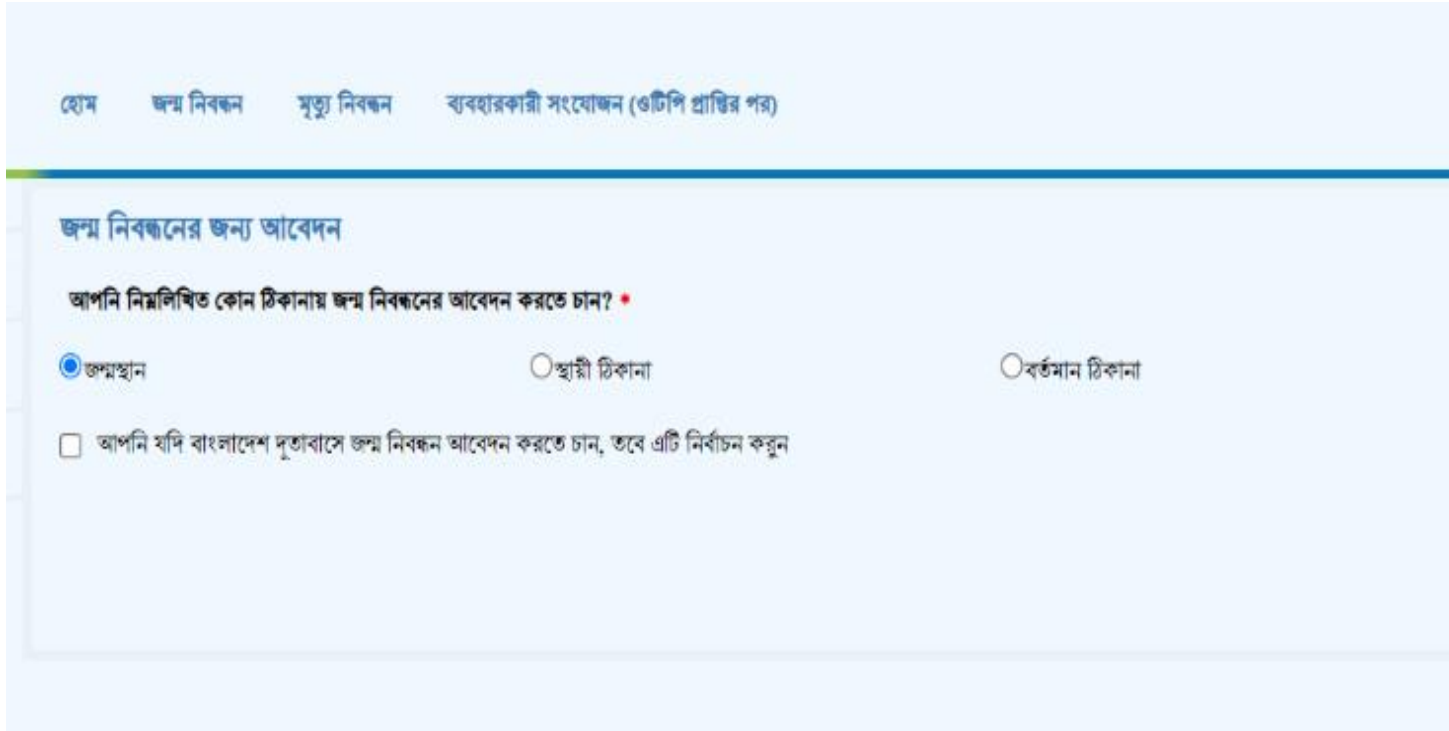 হোম জন্ম নিবন্ধন মৃত্যু নিবন্ধন ব্যবহারকারী সংযোজন (ওটিপি প্রাপ্তির পর)
জন্ম নিবন্ধনের জন্য আবেদন
আপনি নিম্নলিখিত কোন ঠিকানায় জন্ম নিবন্ধনের আবেদন করতে চান? *
জন্মস্থান স্থায়ী ঠিকানা বর্তমান ঠিকানা
আপনি যদি বাংলাদেশ দূতাবাসে জন্ম নিবন্ধন আবেদন করতে চান, তবে এটি নির্বাচন করুন